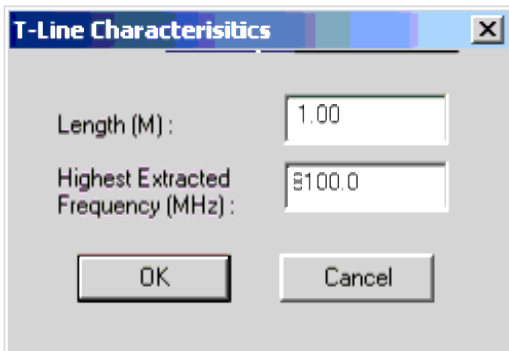 T-Line Characterisitics
Length (M) :
1.00
Highest Extracted
Frequency (MHz) :
8100.0
OK
Cancel